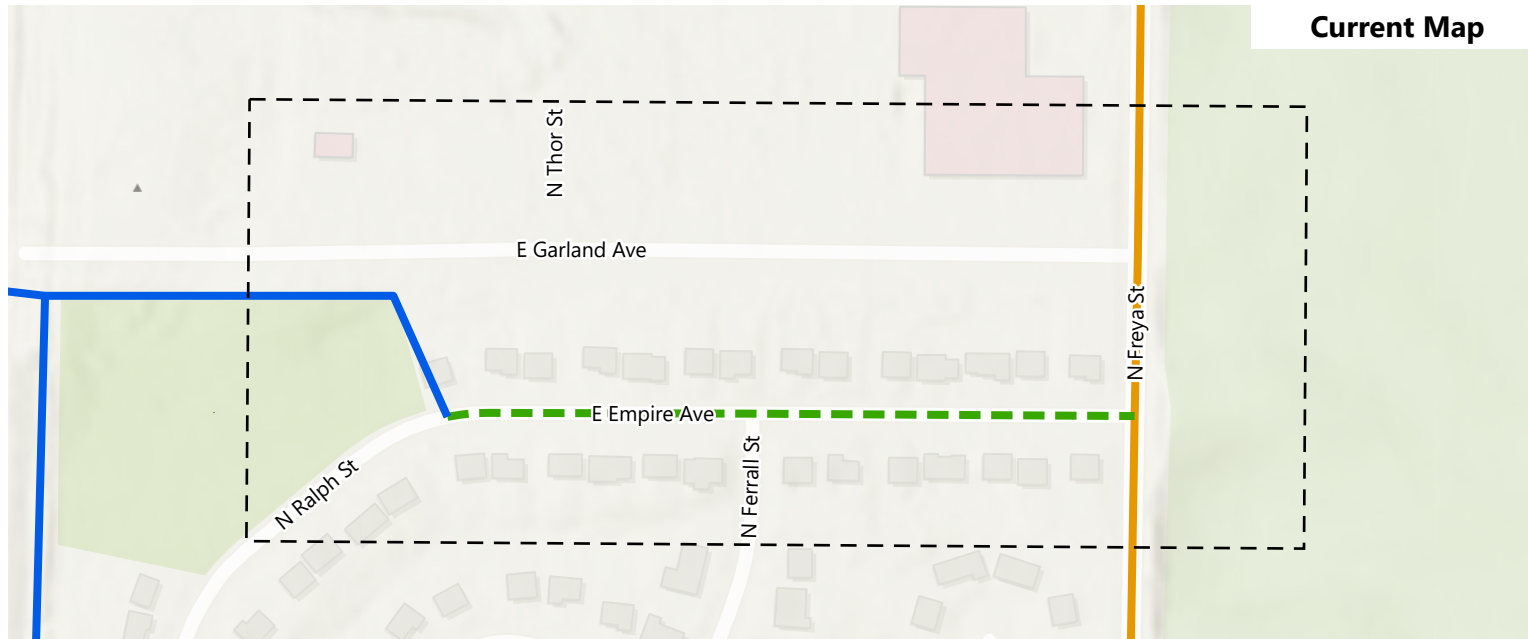 Current Map
N Thor St
E Garland Ave
N Freya St
E Empire Ave
N Ferrall St
N Ralph St